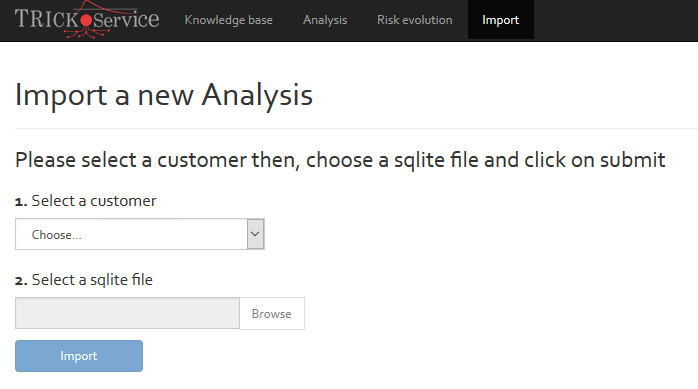 TRICK Service
Knowledge base
Analysis
Risk evolution
Import
Import a new Analysis
Please select a customer then, choose a sqlite file and click on submit
1. Select a customer
Choose...
2. Select a sqlite file
Browse
Import